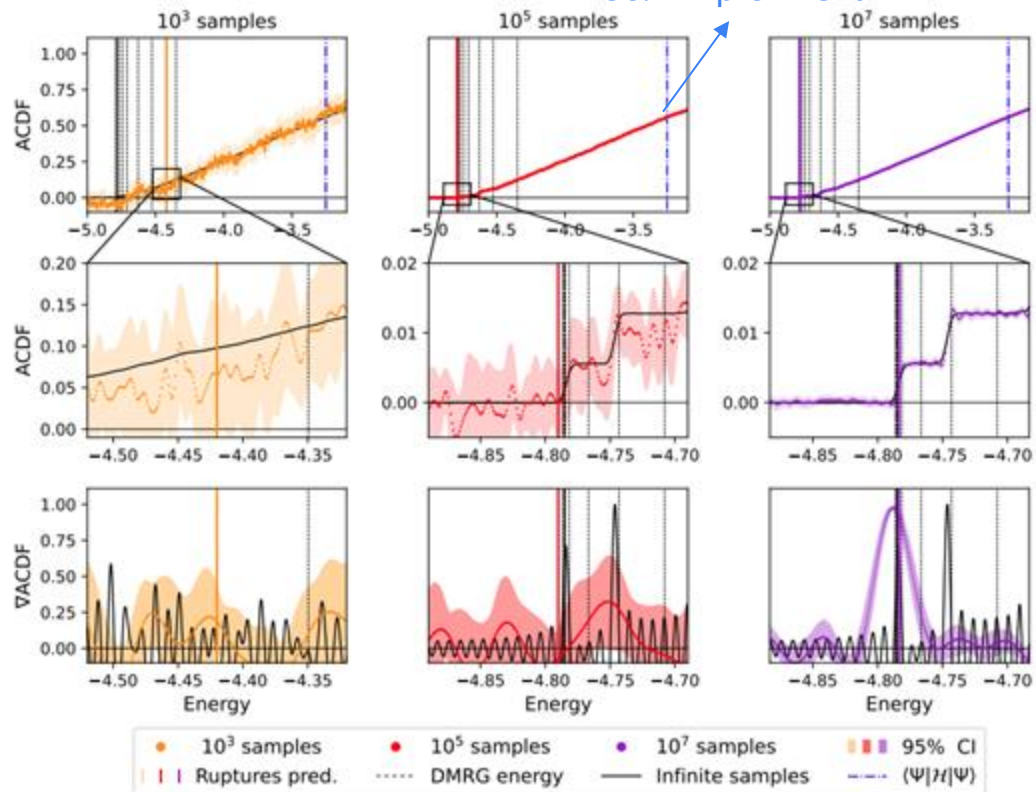 10³ samples
10⁵ samples
10⁷ samples
ACDF
1.00
0.75
0.50
0.25
0.00
−5.0 −4.5 −4.0 −3.5
−5.0 −4.5 −4.0 −3.5
−5.0 −4.5 −4.0 −3.5
ACDF
0.20
0.15
0.10
0.05
0.00
0.02
0.01
0.00
0.02
0.01
0.00
−4.50 −4.45 −4.40 −4.35
−4.85 −4.80 −4.75 −4.70
−4.85 −4.80 −4.75 −4.70
∇ACDF
1.00
0.75
0.50
0.25
0.00
−4.50 −4.45 −4.40 −4.35
−4.85 −4.80 −4.75 −4.70
−4.85 −4.80 −4.75 −4.70
Energy
Energy
Energy
10³ samples 10⁵ samples 10⁷ samples 95% CI
Ruptures pred. DMRG energy Infinite samples ⟨Ψ|ℋ|Ψ⟩